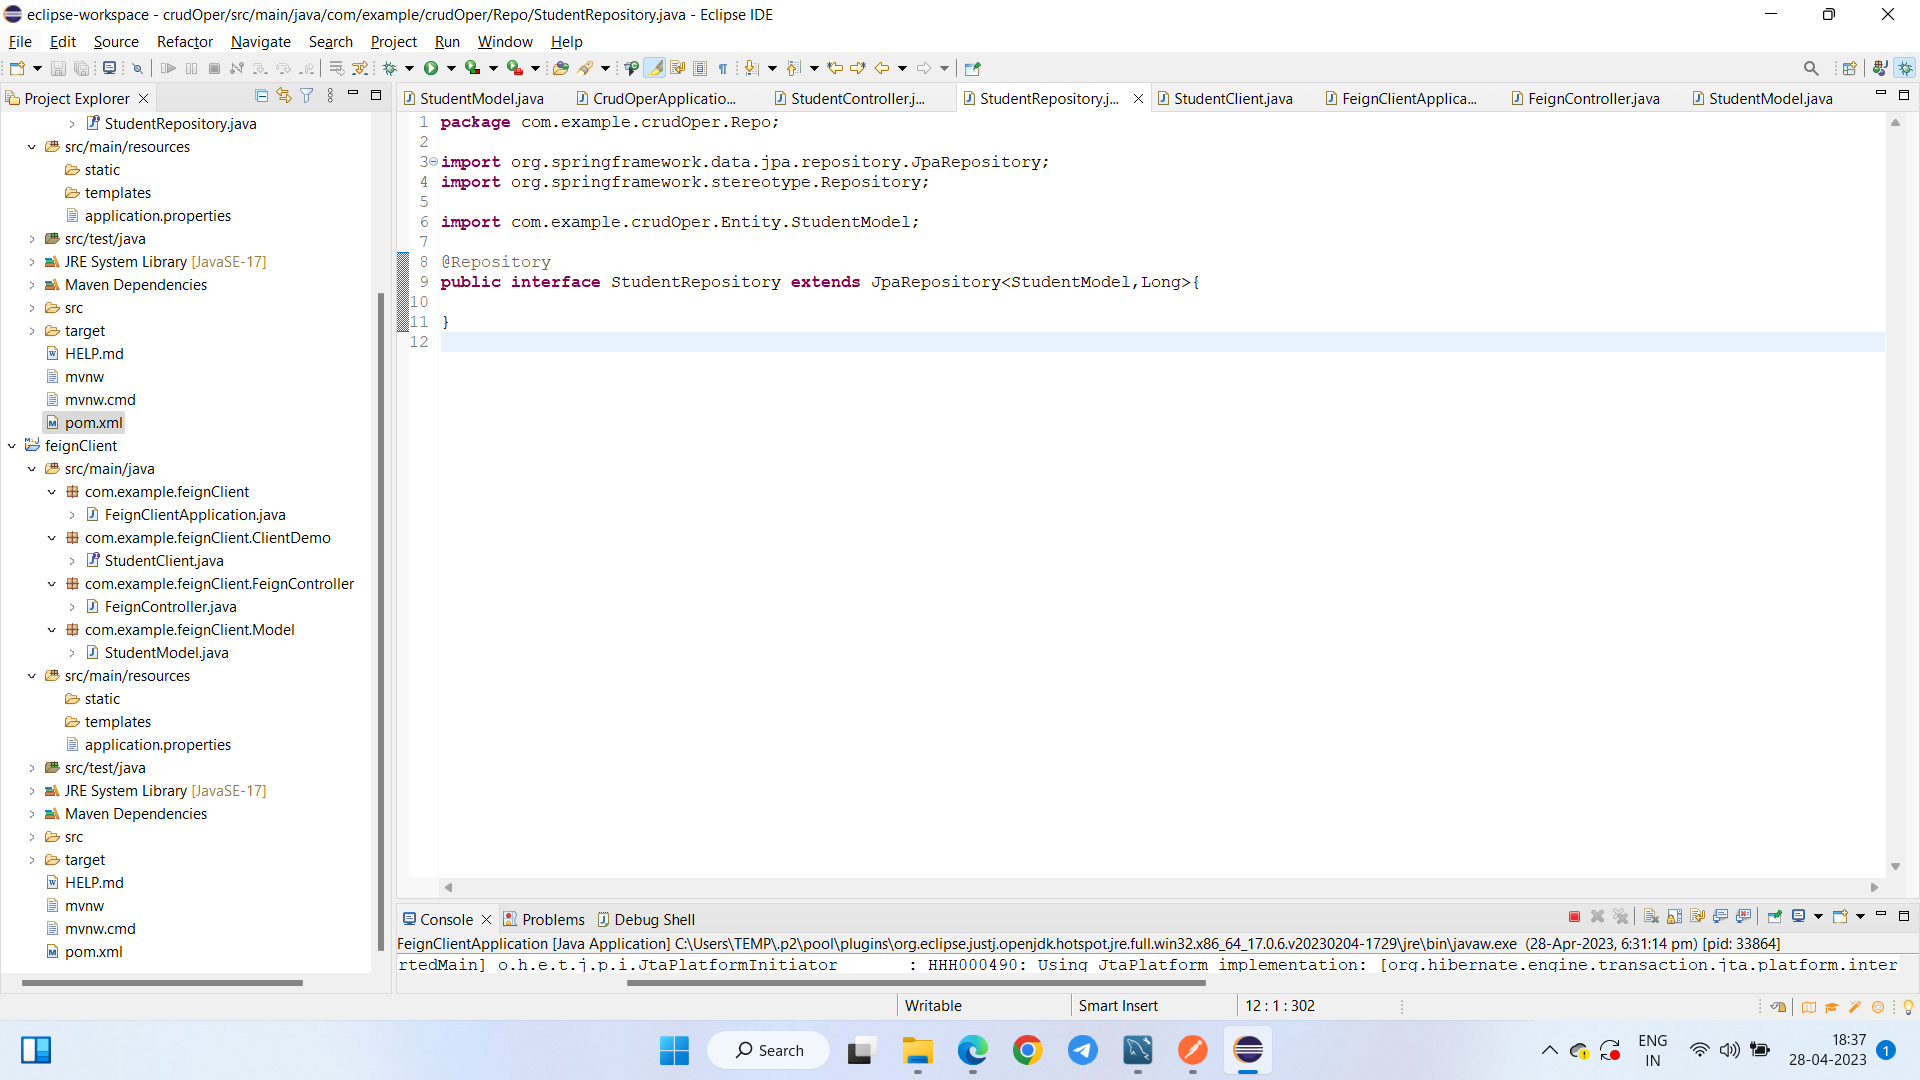 eclipse-workspace - crudOper/src/main/java/com/example/crudOper/Repo/StudentRepository.java - Eclipse IDE
File Edit Source Refactor Navigate Search Project Run Window Help
Project Explorer
StudentRepository.java
src/main/resources
static
templates
application.properties
src/test/java
JRE System Library [JavaSE-17]
Maven Dependencies
src
target
HELP.md
mvnw
mvnw.cmd
pom.xml
feignClient
src/main/java
com.example.feignClient
FeignClientApplication.java
com.example.feignClient.ClientDemo
StudentClient.java
com.example.feignClient.FeignController
FeignController.java
com.example.feignClient.Model
StudentModel.java
src/main/resources
static
templates
application.properties
src/test/java
JRE System Library [JavaSE-17]
Maven Dependencies
src
target
HELP.md
mvnw
mvnw.cmd
pom.xml
StudentModel.java CrudOperApplicatio... StudentController.j... StudentRepository.j... StudentClient.java FeignClientApplica... FeignController.java StudentModel.java
1 package com.example.crudOper.Repo;
2
3 import org.springframework.data.jpa.repository.JpaRepository;
4 import org.springframework.stereotype.Repository;
5
6 import com.example.crudOper.Entity.StudentModel;
7
8 @Repository
9 public interface StudentRepository extends JpaRepository<StudentModel,Long>{
10
11 }
12
Console Problems Debug Shell
FeignClientApplication [Java Application] C:\Users\TEMP\.p2\pool\plugins\org.eclipse.justj.openjdk.hotspot.jre.full.win32.x86_64_17.0.6.v20230204-1729\jre\bin\javaw.exe (28-Apr-2023, 6:31:14 pm) [pid: 33864]
rtedMain] o.h.e.t.j.p.i.JtaPlatformInitiator : HHH000490: Using JtaPlatform implementation: [org.hibernate.engine.transaction.jta.platform.inter
Writable Smart Insert 12 : 1 : 302
Search
ENG
IN
18:37
28-04-2023
1